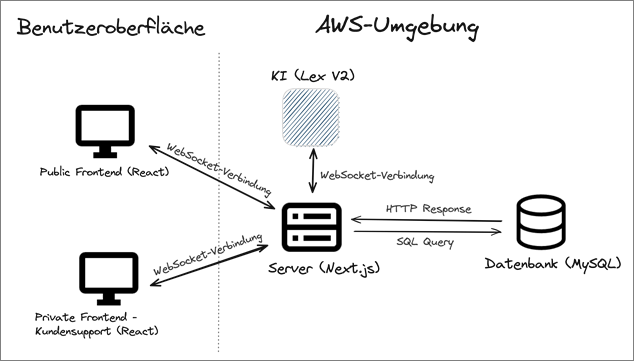 Benutzeroberfläche
AWS-Umgebung
KI (Lex V2)
WebSocket-Verbindung
Public Frontend (React)
WebSocket-Verbindung
HTTP Response
SQL Query
WebSocket-Verbindung
Server (Next.js)
Datenbank (MySQL)
Private Frontend -
Kundensupport (React)